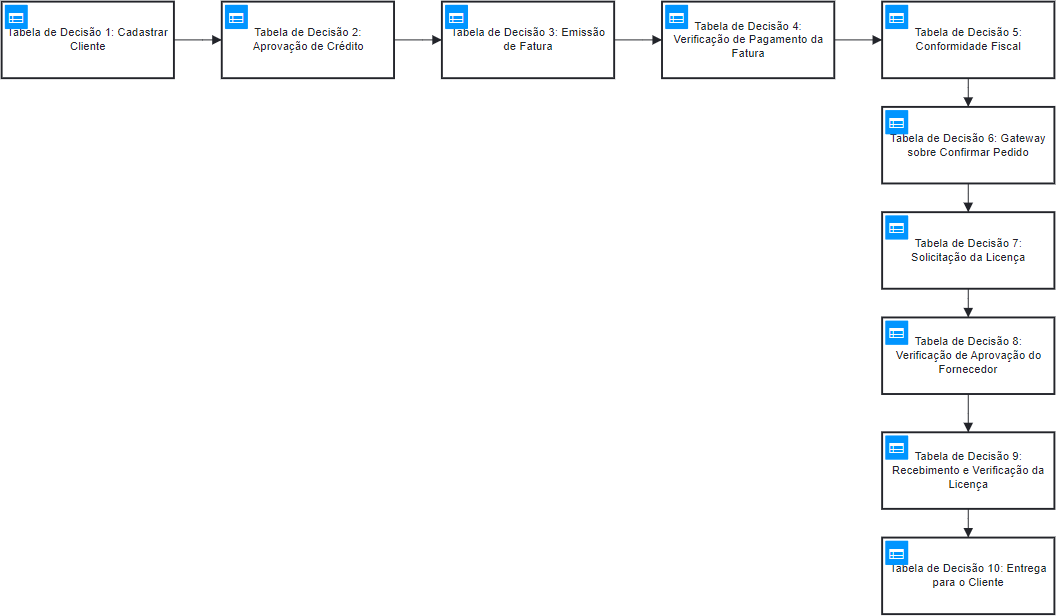 Tabela de Decisão 1: Cadastrar
Cliente
Tabela de Decisão 2:
Aprovação de Crédito
Tabela de Decisão 3: Emissão
de Fatura
Tabela de Decisão 4:
Verificação de Pagamento da
Fatura
Tabela de Decisão 5:
Conformidade Fiscal
Tabela de Decisão 6: Gateway
sobre Confirmar Pedido
Tabela de Decisão 7:
Solicitação da Licença
Tabela de Decisão 8:
Verificação de Aprovação do
Fornecedor
Tabela de Decisão 9:
Recebimento e Verificação da
Licença
Tabela de Decisão 10: Entrega
para o Cliente